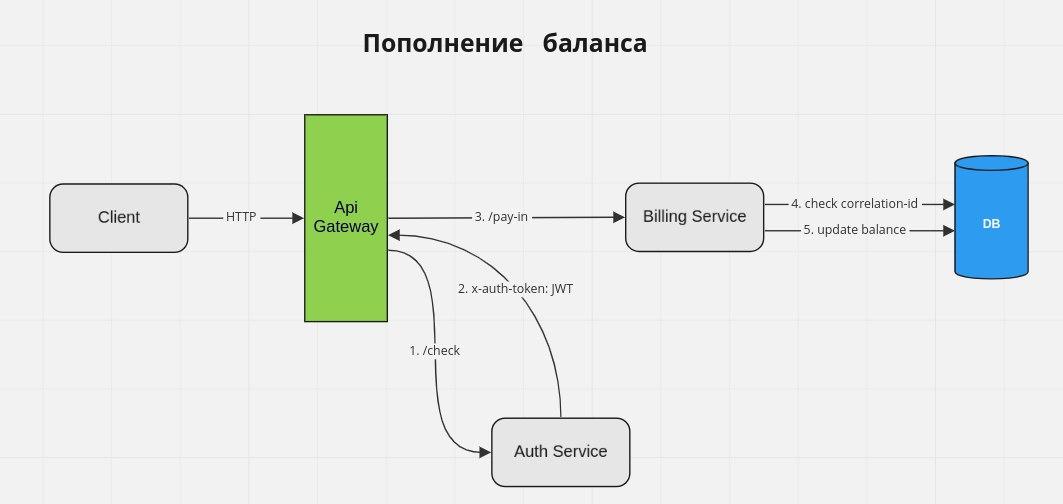 Пополнение баланса
Client
HTTP
Api
Gateway
3. /pay-in
Billing Service
4. check correlation-id
5. update balance
DB
2. x-auth-token: JWT
1. /check
Auth Service